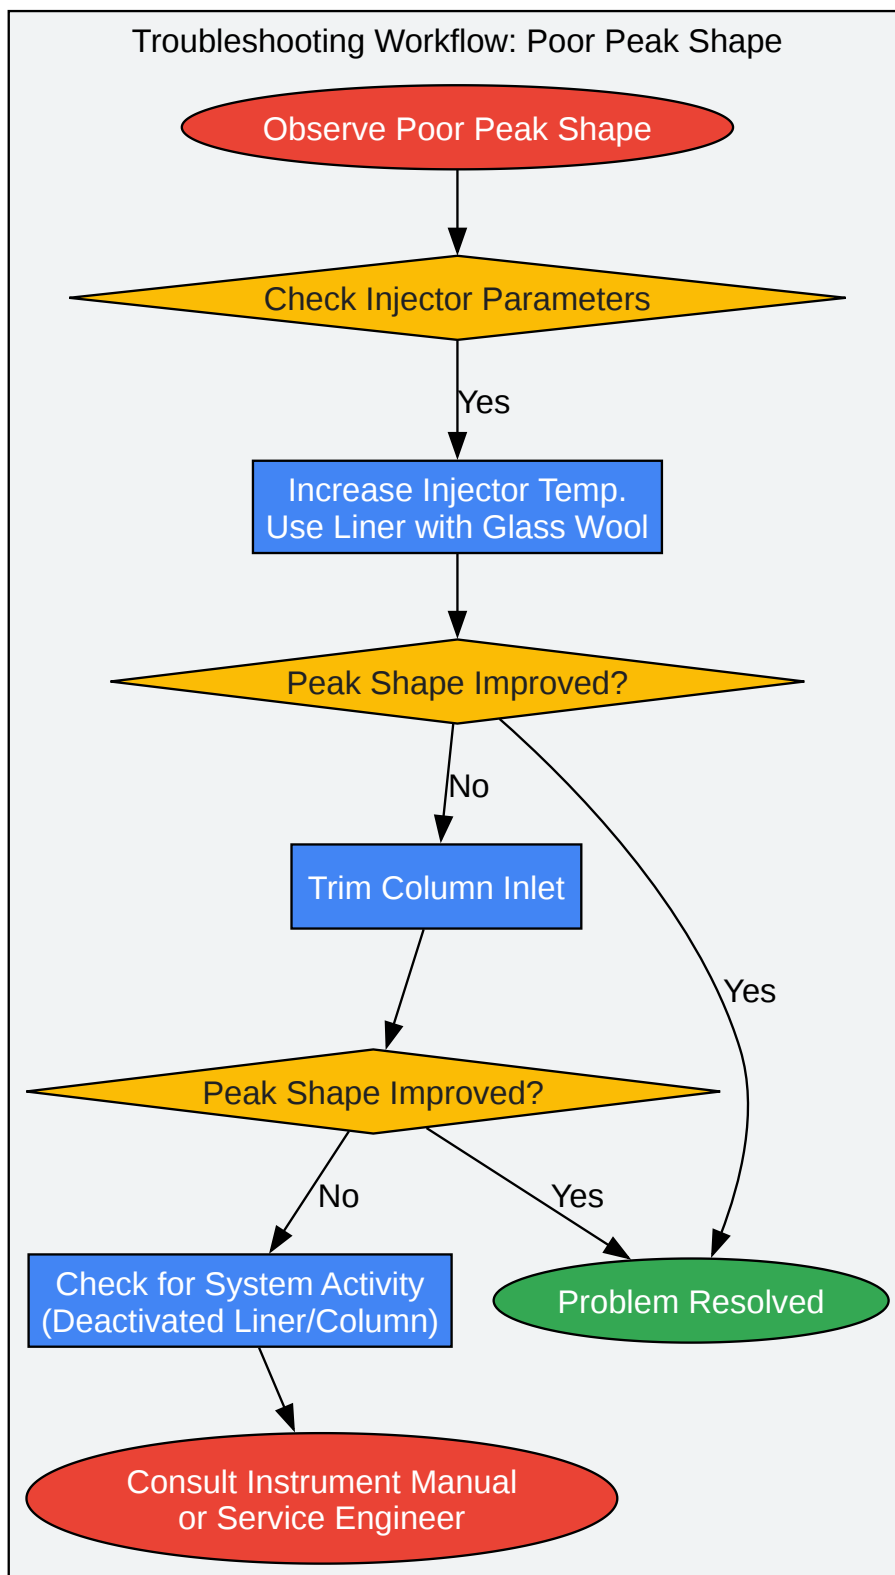 Troubleshooting Workflow: Poor Peak Shape
Observe Poor Peak Shape
Check Injector Parameters
Yes
Increase Injector Temp.
Use Liner with Glass Wool
Peak Shape Improved?
No
Trim Column Inlet
Yes
Peak Shape Improved?
No
Yes
Check for System Activity
(Deactivated Liner/Column)
Problem Resolved
Consult Instrument Manual
or Service Engineer